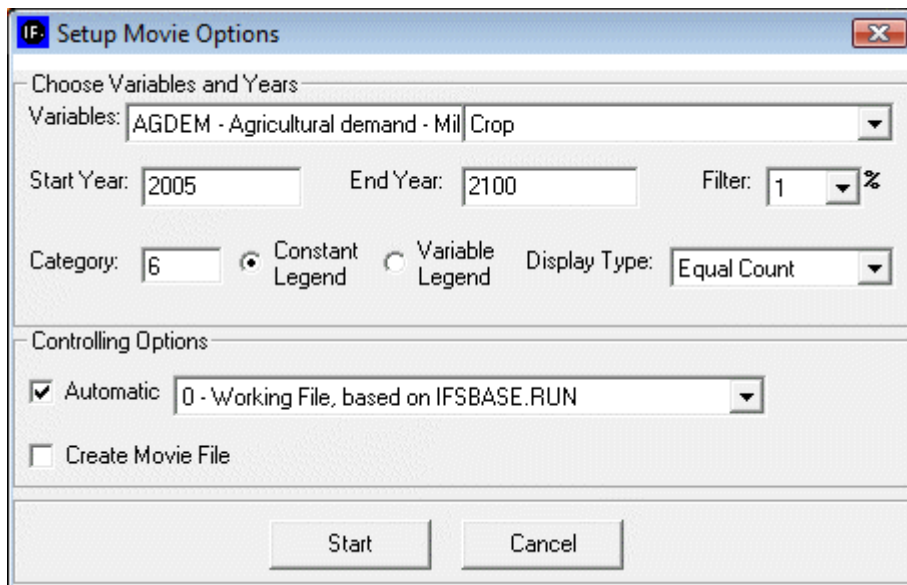 IFs Setup Movie Options
Choose Variables and Years
Variables: AGDEM - Agricultural demand - Mil Crop
Start Year: 2005 End Year: 2100 Filter: 1 %
Category: 6 Constant Legend Variable Legend Display Type: Equal Count
Controlling Options
Automatic 0 - Working File, based on IFSBASE.RUN
Create Movie File
Start Cancel